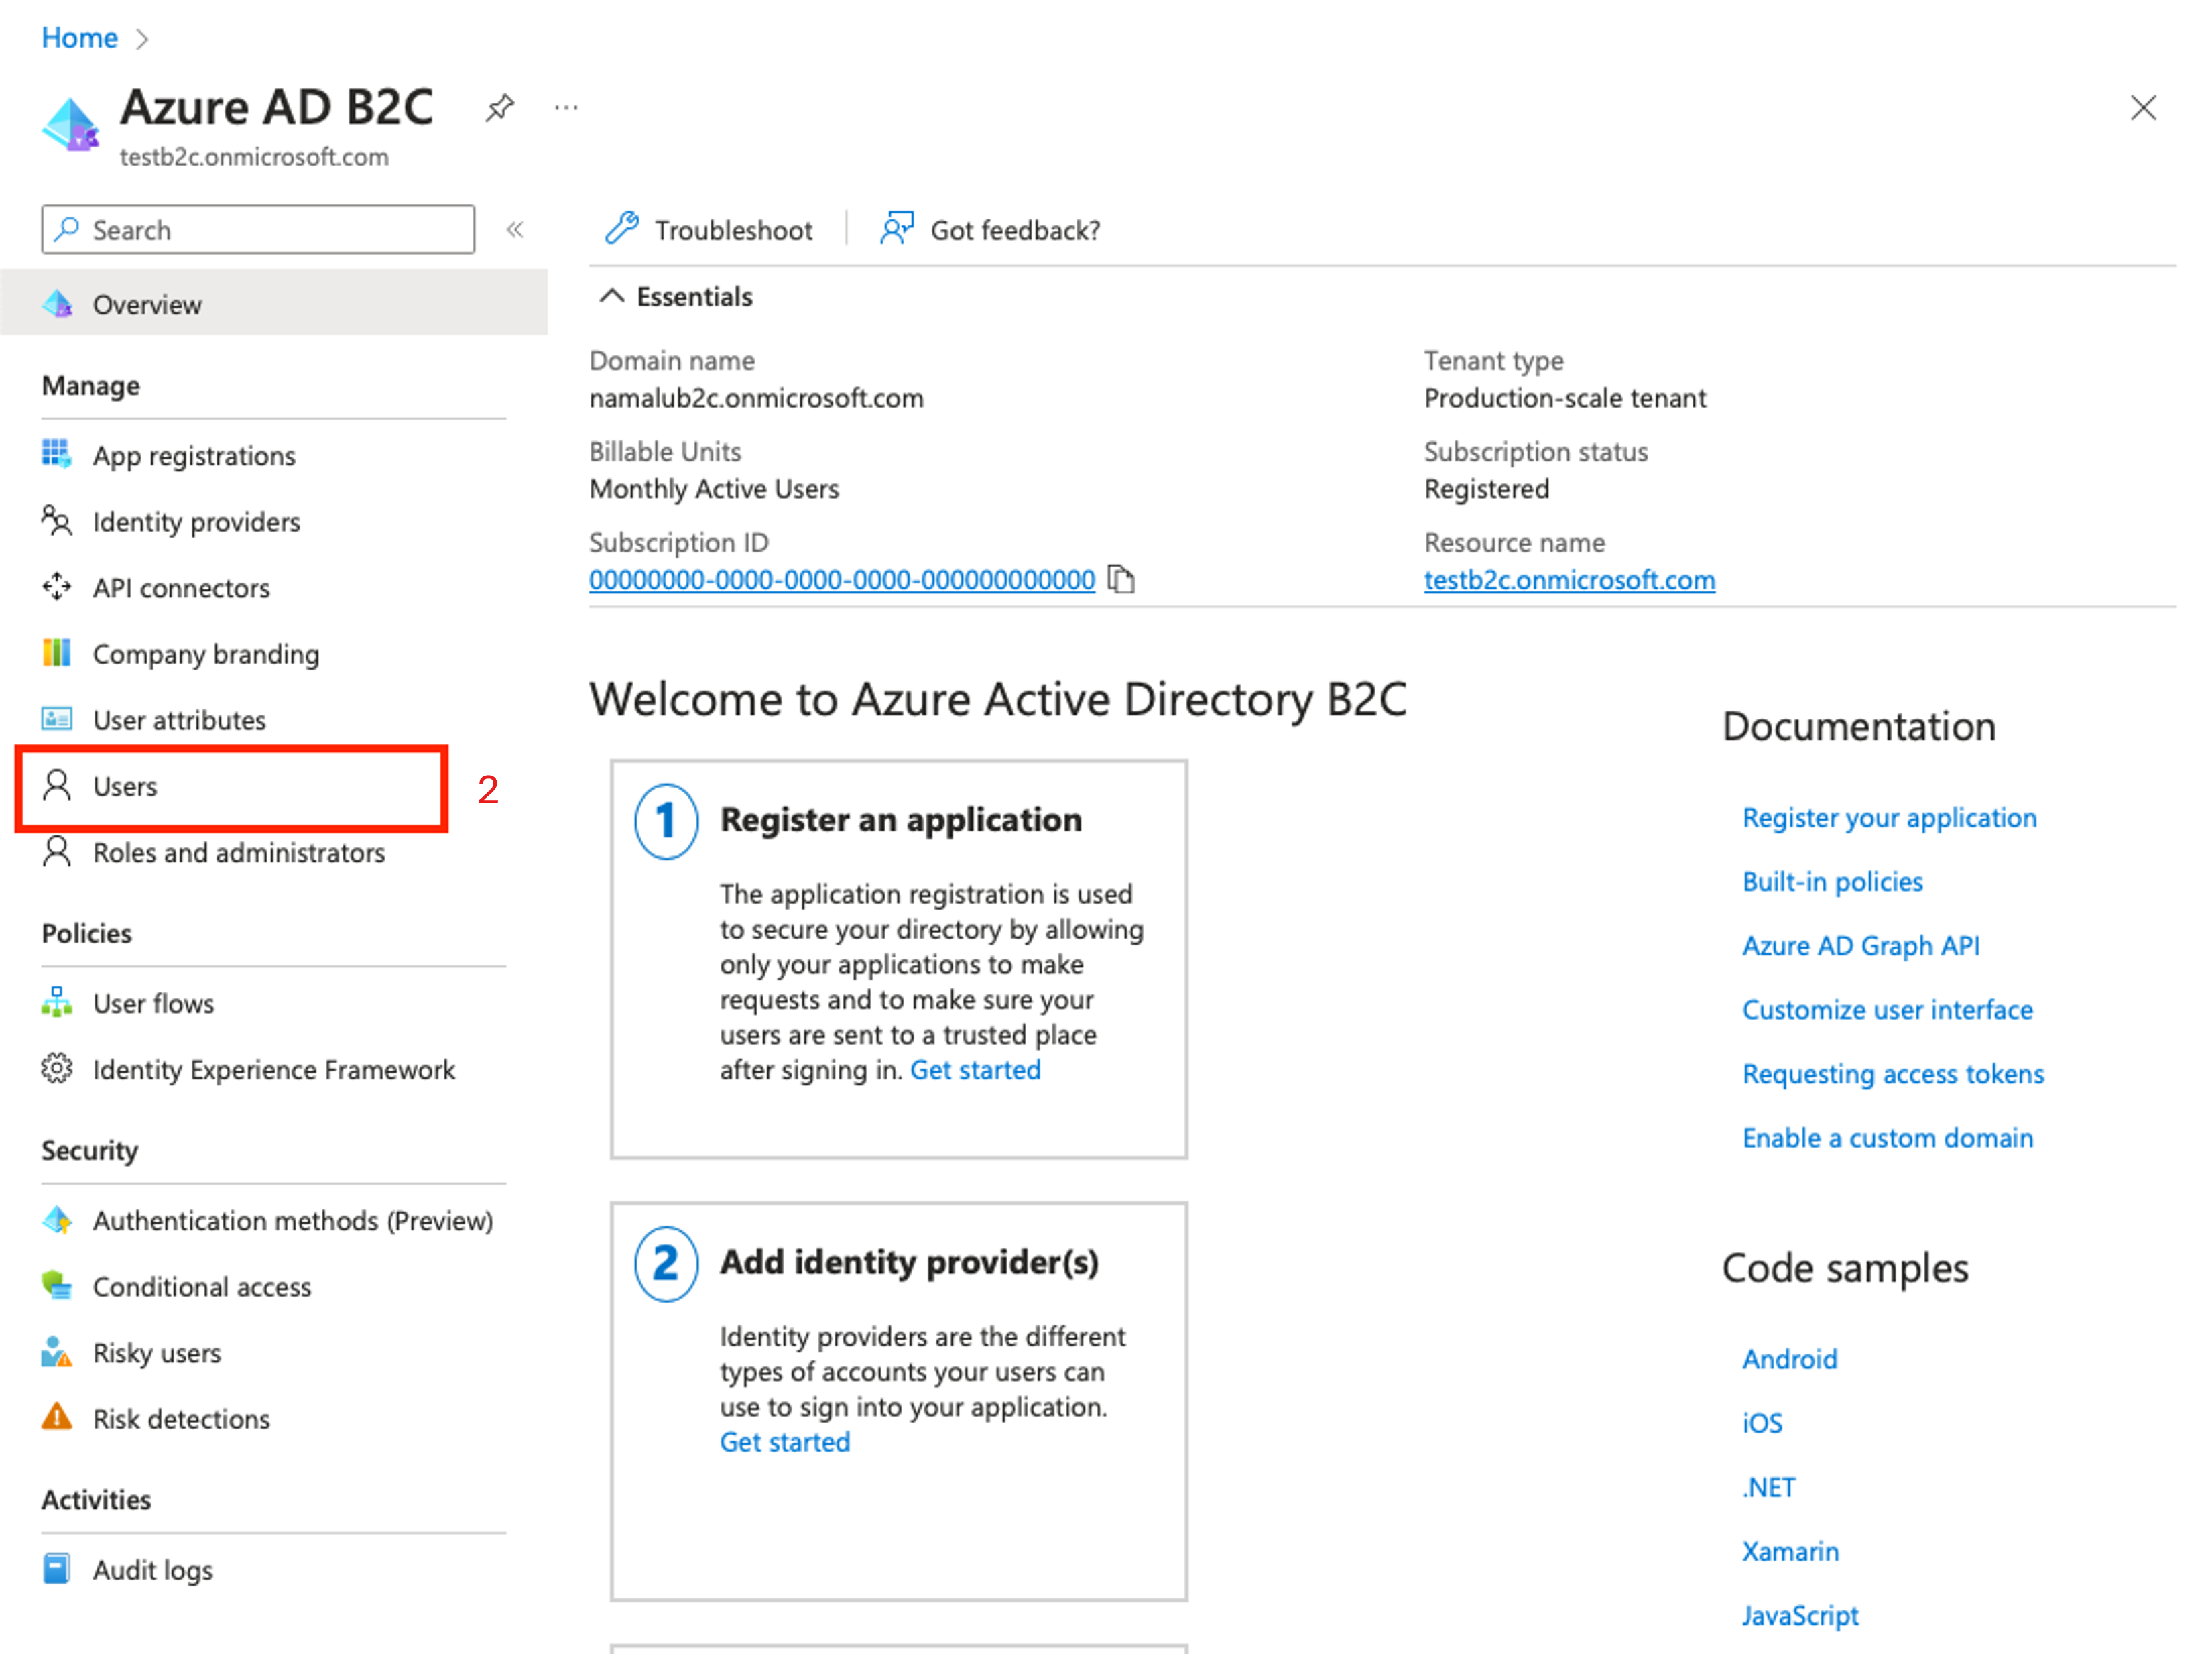 Home
Azure AD B2C
testb2c.onmicrosoft.com
Search
Overview
Manage
App registrations
Identity providers
API connectors
Company branding
User attributes
Users
2
Roles and administrators
Policies
User flows
Identity Experience Framework
Security
Authentication methods (Preview)
Conditional access
Risky users
Risk detections
Activities
Audit logs
Troubleshoot
Got feedback?
Essentials
Domain name
namalub2c.onmicrosoft.com
Billable Units
Monthly Active Users
Subscription ID
00000000-0000-0000-0000-000000000000
Tenant type
Production-scale tenant
Subscription status
Registered
Resource name
testb2c.onmicrosoft.com
Welcome to Azure Active Directory B2C
1
Register an application
The application registration is used
to secure your directory by allowing
only your applications to make
requests and to make sure your
users are sent to a trusted place
after signing in. Get started
2
Add identity provider(s)
Identity providers are the different
types of accounts your users can
use to sign into your application.
Get started
Documentation
Register your application
Built-in policies
Azure AD Graph API
Customize user interface
Requesting access tokens
Enable a custom domain
Code samples
Android
iOS
.NET
Xamarin
JavaScript